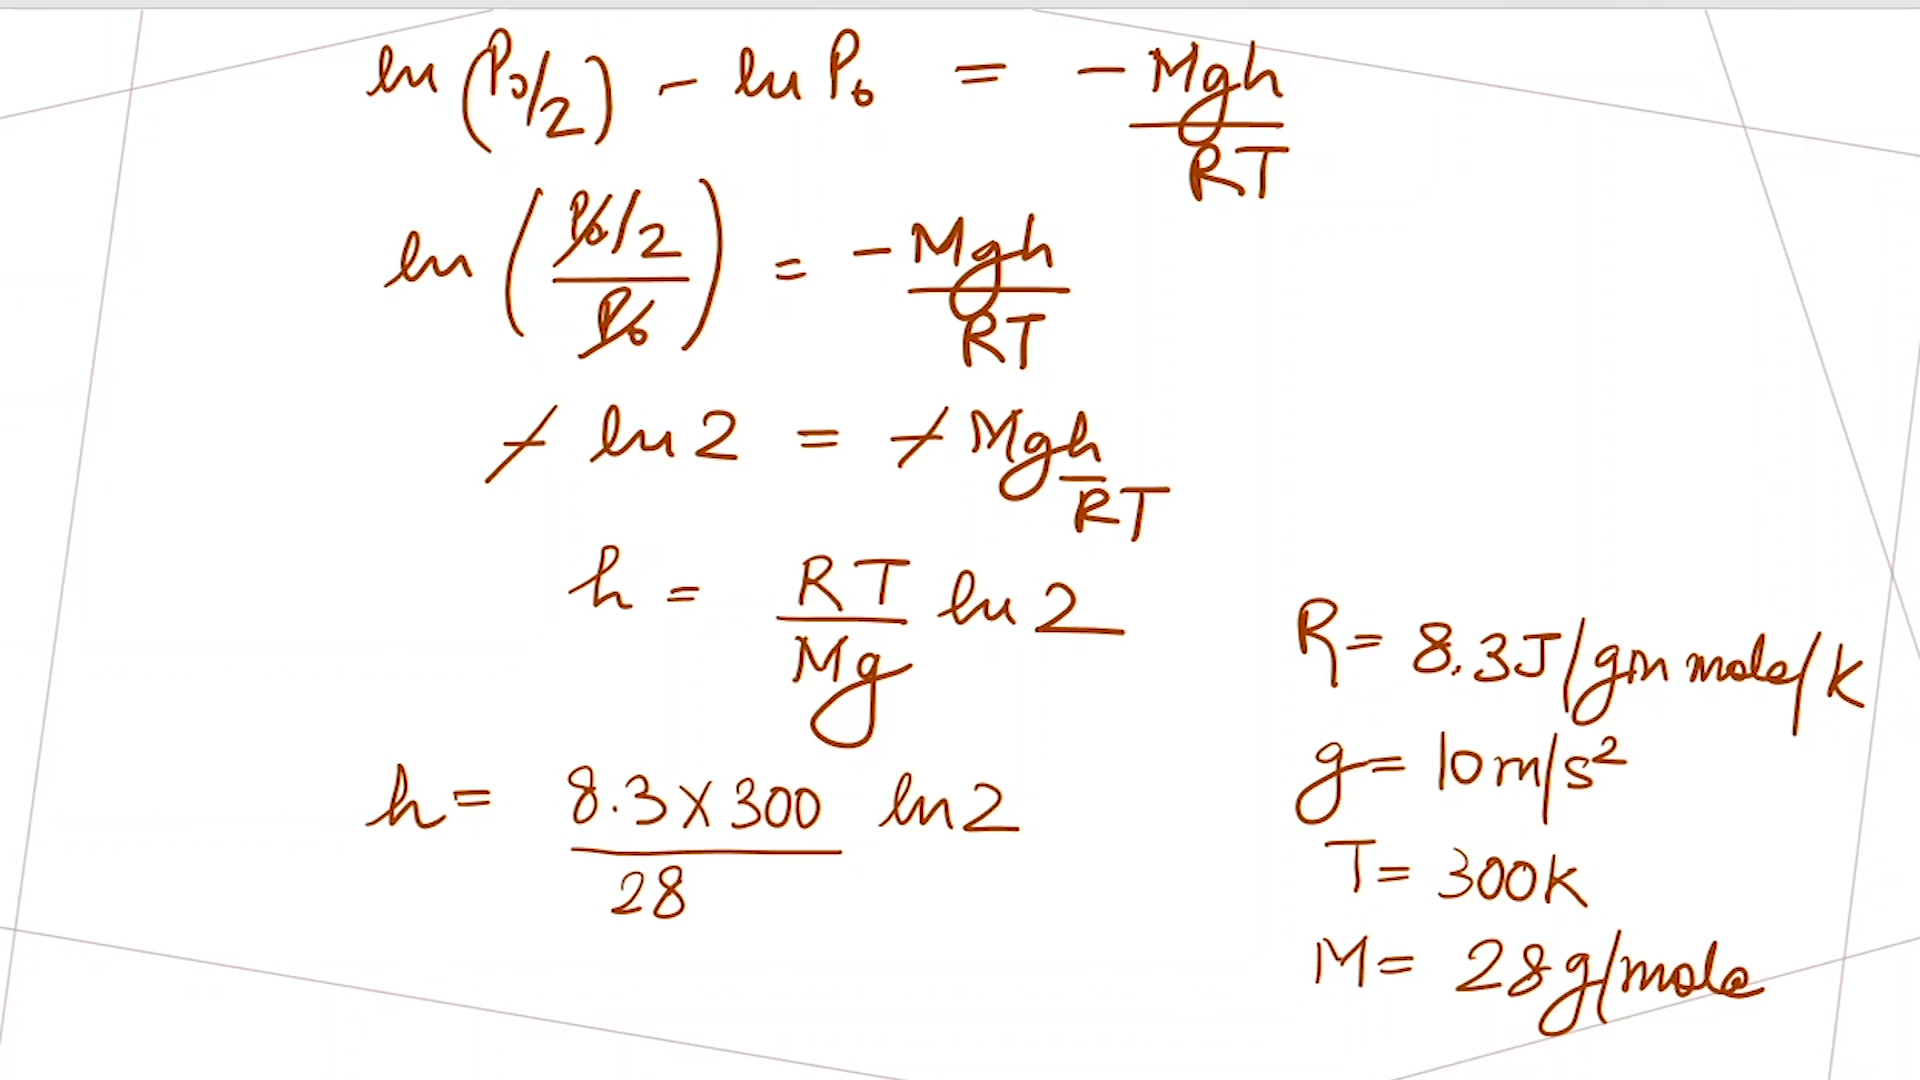 ln (P₀/2) - ln P₀ = - Mgh/RT
ln ((P₀/2)/P₀) = - Mgh/RT
- ln 2 = - Mgh/RT
h = RT/Mg ln 2
h = 8.3 X 300/28 ln 2
R = 8.3 J/gm mole/K
g = 10 m/s²
T = 300K
M = 28 g/mole